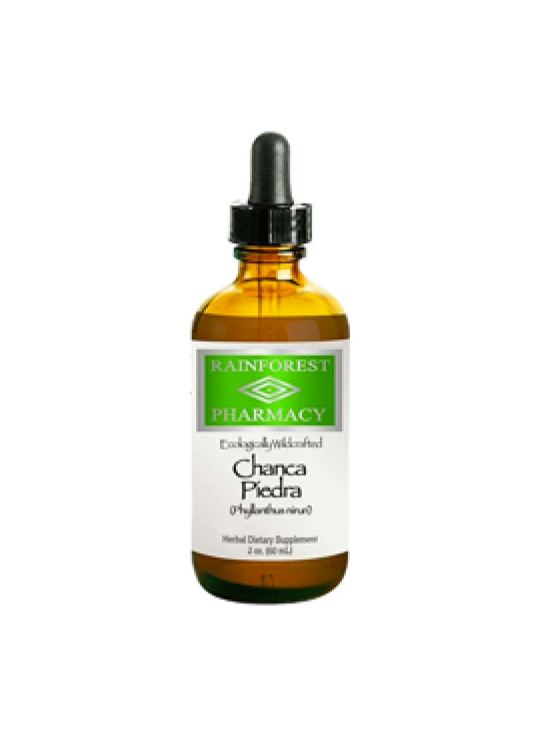 RAINFOREST
PHARMACY
Ecologically Wildcrafted
Chanca
Piedra
(Phyllanthus niruri)
Herbal Dietary Supplement
2 oz. (60 mL)